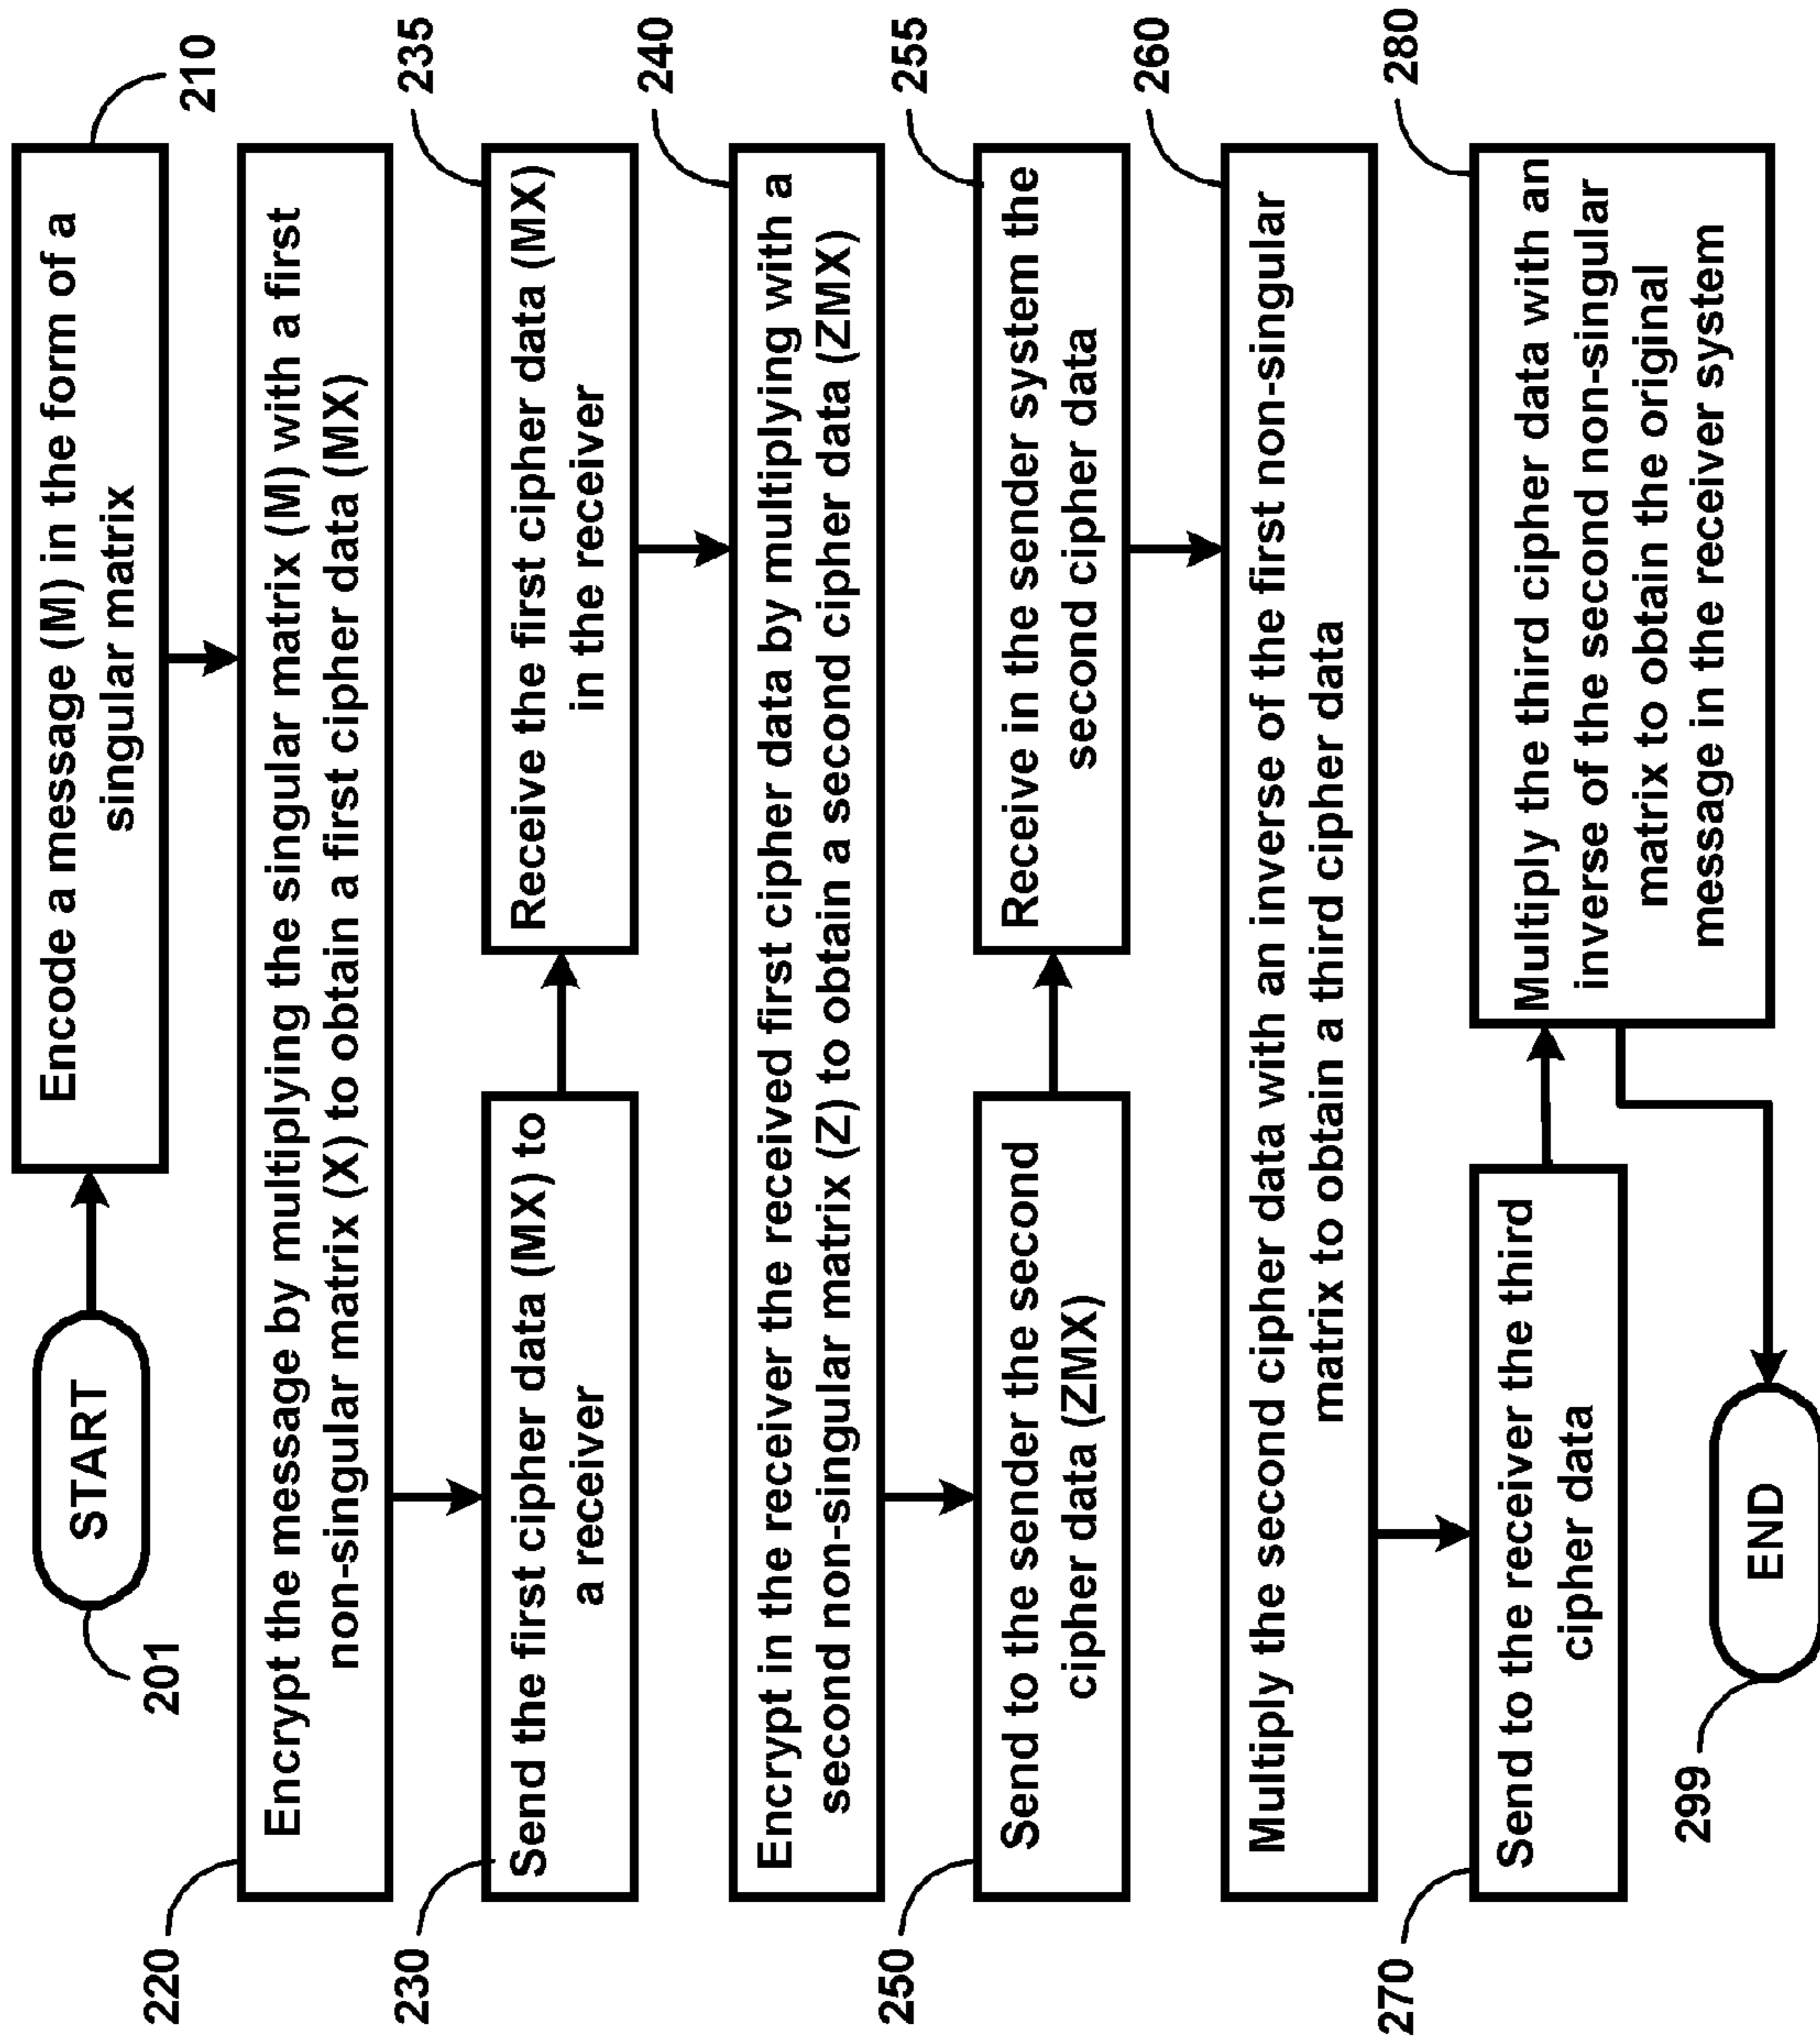 201
START
Encode a message (M) in the form of a
singular matrix
210
220
Encrypt the message by multiplying the singular matrix (M) with a first
non-singular matrix (X) to obtain a first cipher data (MX)
230
Send the first cipher data (MX) to
a receiver
Receive the first cipher data (MX)
in the receiver
235
Encrypt in the receiver the received first cipher data by multiplying with a
second non-singular matrix (Z) to obtain a second cipher data (ZMX)
240
250
Send to the sender the second
cipher data (ZMX)
Receive in the sender system the
second cipher data
255
Multiply the second cipher data with an inverse of the first non-singular
matrix to obtain a third cipher data
260
270
Send to the receiver the third
cipher data
Multiply the third cipher data with an
inverse of the second non-singular
matrix to obtain the original
message in the receiver system
280
299
END